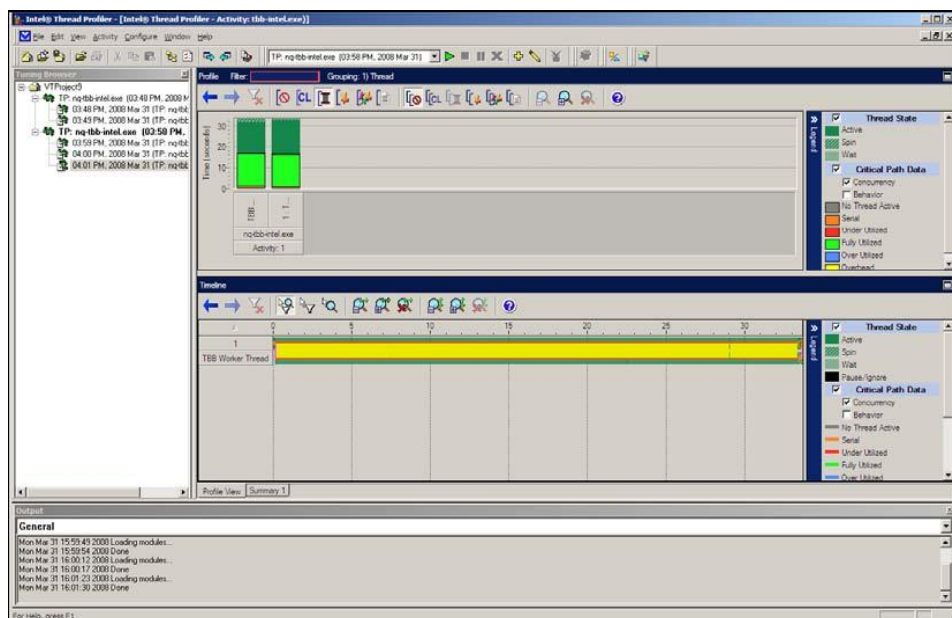 Intel® Thread Profiler - [Intel® Thread Profiler - Activity: tbb-intel.exe)]
File Edit View Activity Configure Window Help
TP: nq-tbb-intel.exe (03:58 PM, 2008 Mar 31)
Tuning Browser
VTProject9
TP: nq-tbb-intel.exe (03:48 PM, 2008 M
03:48 PM, 2008 Mar 31 (TP: nq-tbb
03:49 PM, 2008 Mar 31 (TP: nq-tbb
TP: nq-tbb-intel.exe (03:58 PM,
03:59 PM, 2008 Mar 31 (TP: nq-tbb
04:00 PM, 2008 Mar 31 (TP: nq-tbb
04:01 PM, 2008 Mar 31 (TP: nq-tbb
Profile Filter: Grouping: 1) Thread
CL CL
Time (seconds)
30
20
10
0
TBB ...
1: T...
nq-tbb-intel.exe
Activity: 1
Legend
Thread State
Active
Spin
Wait
Critical Path Data
Concurrency
Behavior
No Thread Active
Serial
Under Utilized
Fully Utilized
Over Utilized
Overhead
Timeline
0 5 10 15 20 25 30
1
TBB Worker Thread
Legend
Thread State
Active
Spin
Wait
Pause/Ignore
Critical Path Data
Concurrency
Behavior
No Thread Active
Serial
Under Utilized
Fully Utilized
Over Utilized
Profile View Summary 1
Output
General
Mon Mar 31 15:59:49 2008 Loading modules...
Mon Mar 31 15:59:54 2008 Done
Mon Mar 31 16:00:12 2008 Loading modules...
Mon Mar 31 16:00:17 2008 Done
Mon Mar 31 16:01:23 2008 Loading modules...
Mon Mar 31 16:01:30 2008 Done
For Help, press F1